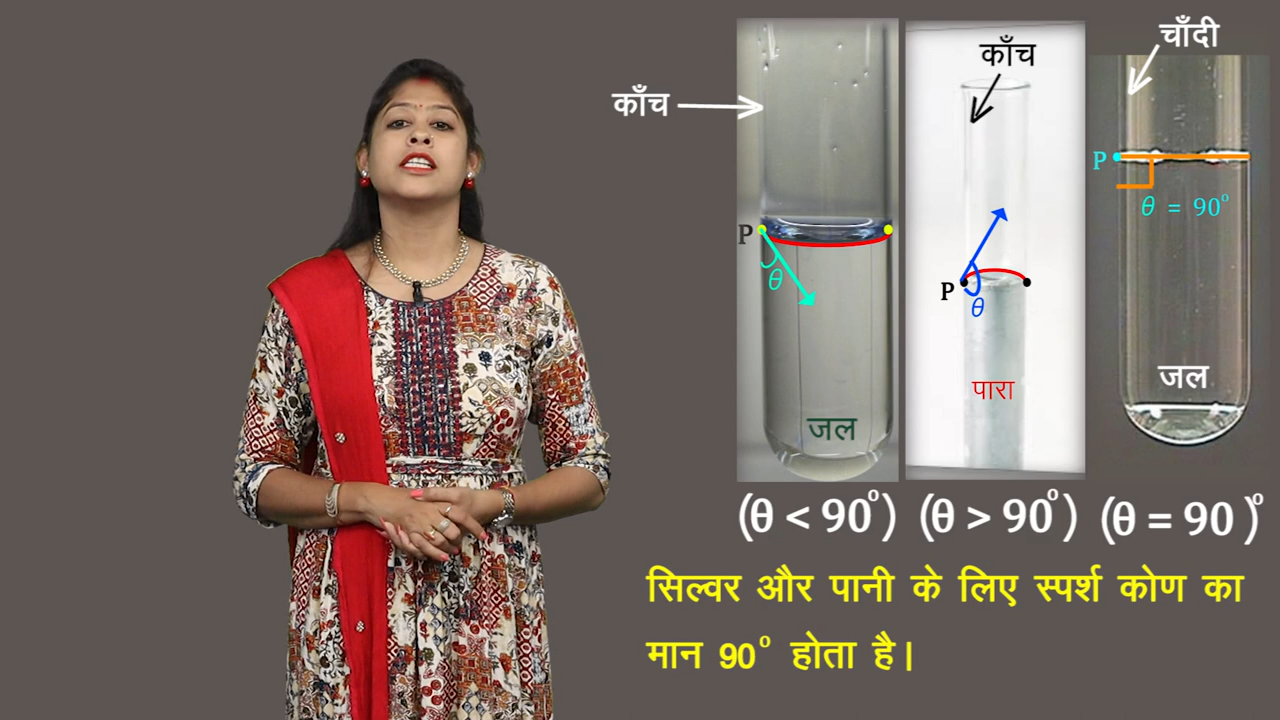 काँच
P
θ
जल
काँच
P
θ
पारा
चाँदी
P
θ = 90°
जल
(θ < 90°) (θ > 90°) (θ = 90 )°
सिल्वर और पानी के लिए स्पर्श कोण का
मान 90° होता है।